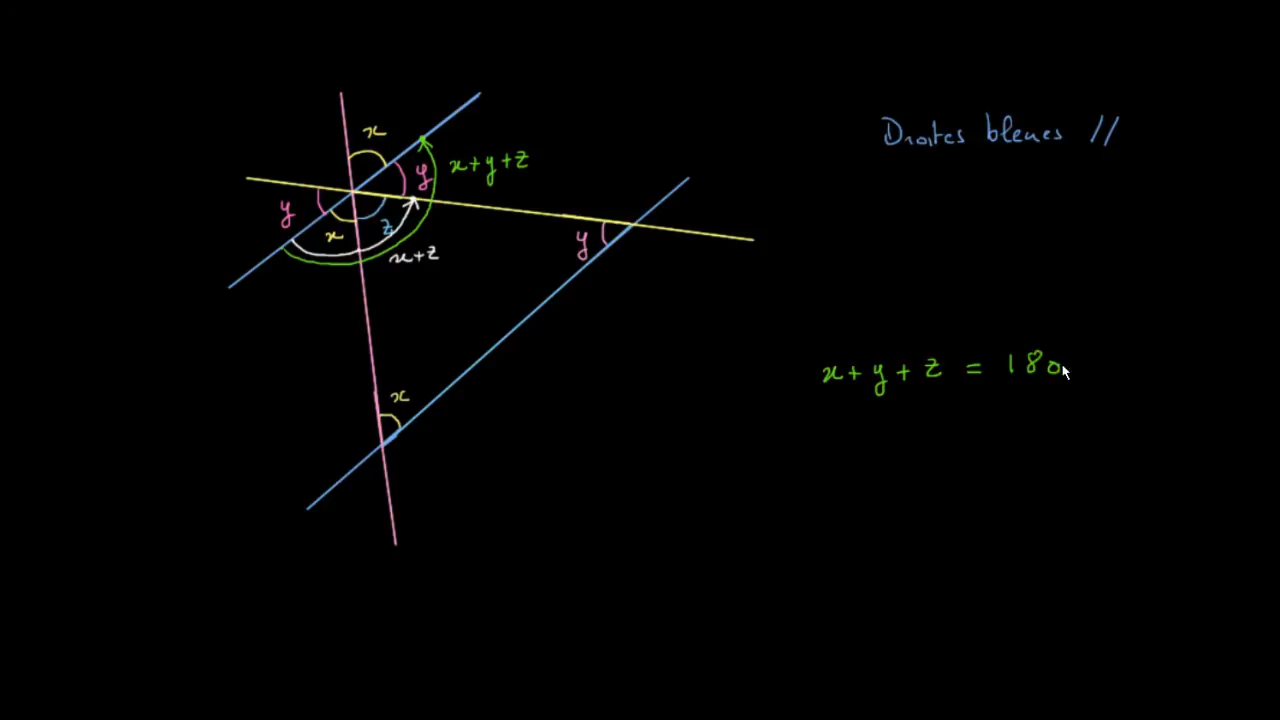 x
Droites bleues //
x+y+z
y
y
z
x
y
x+z
x+y+z = 180
x